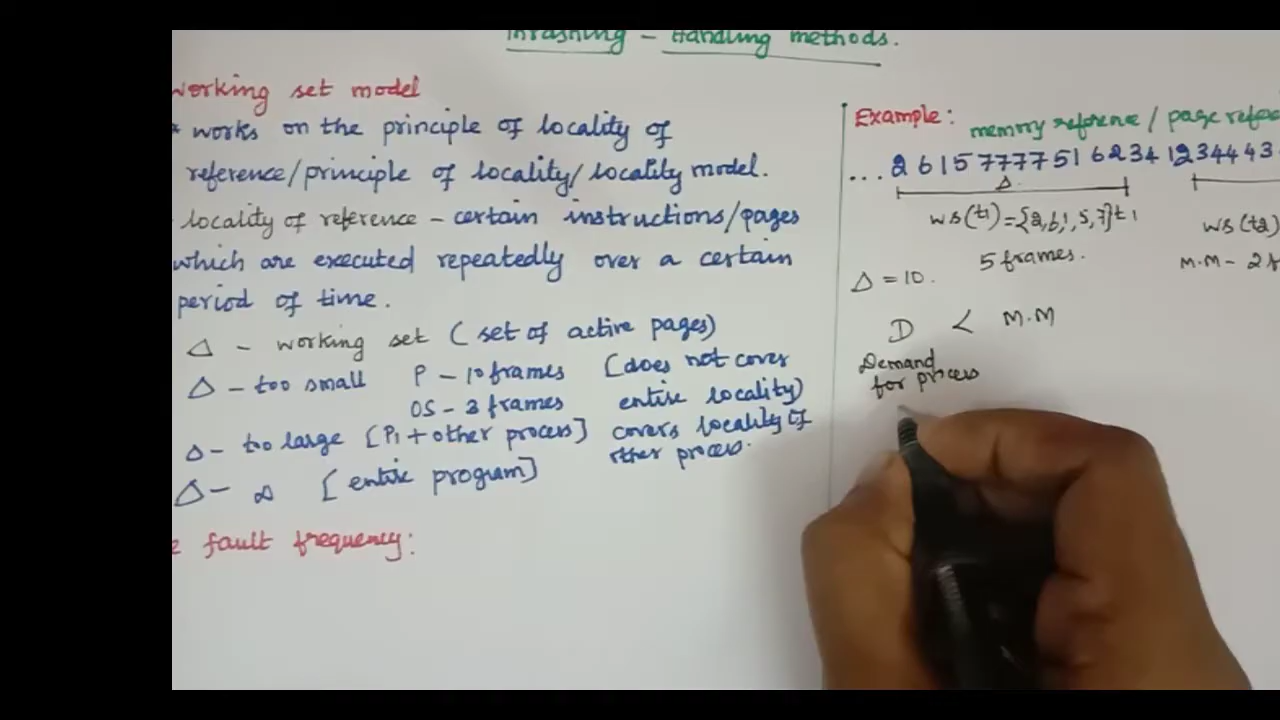 Thrashing - Handling methods.
Working set model
* works on the principle of locality of
reference/principle of locality/locality model.
locality of reference - certain instructions/pages
which are executed repeatedly over a certain
period of time.
Δ - working set (set of active pages)
Δ - too small P - 10 frames [does not cover
OS - 3 frames entire locality)
Δ - too large [P1 + other process] covers locality of
other process.
Δ - ∞ [entire program]
fault frequency:
Example:
memory reference / page refere
... 2 6 1 5 7 7 7 7 5 1 6 2 3 4 1 2 3 4 4 4 3
Δ
ws(t1) = {2,6,1,5,7} t1
5 frames.
Δ = 10.
ws(t2)
M.M - 2
D < M.M
Demand
for process